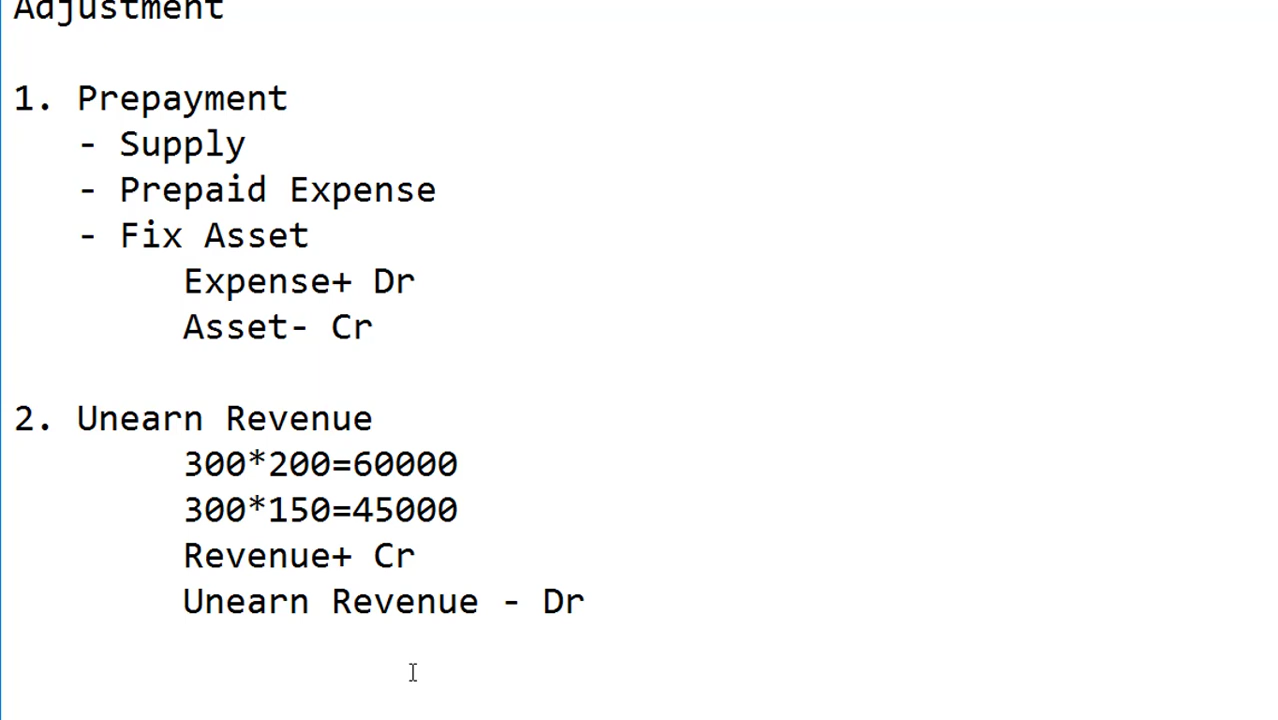 Adjustment
1. Prepayment
- Supply
- Prepaid Expense
- Fix Asset
Expense+ Dr
Asset- Cr
2. Unearn Revenue
300*200=60000
300*150=45000
Revenue+ Cr
Unearn Revenue - Dr